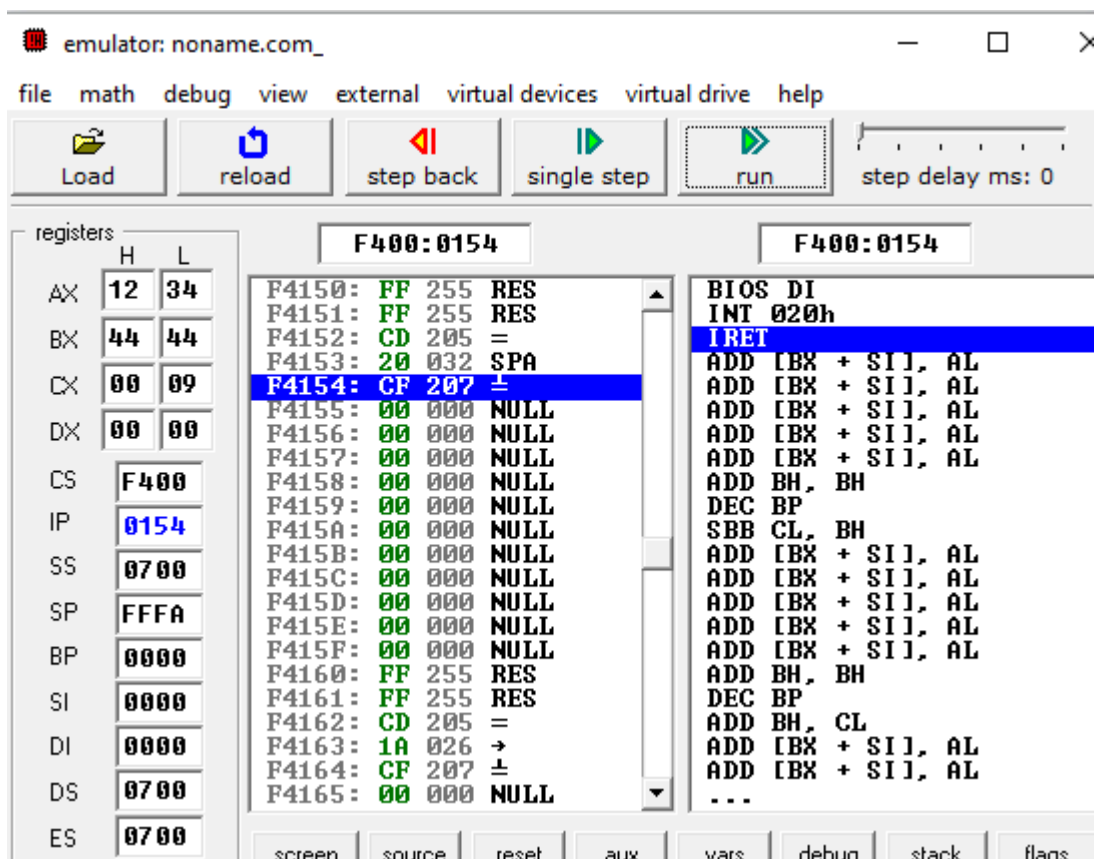 emulator: noname.com_
file math debug view external virtual devices virtual drive help
Load reload step back single step run step delay ms: 0
registers
H L
AX 12 34
BX 44 44
CX 00 09
DX 00 00
CS F400
IP 0154
SS 0700
SP FFFA
BP 0000
SI 0000
DI 0000
DS 0700
ES 0700
F400:0154
F4150: FF 255 RES
F4151: FF 255 RES
F4152: CD 205 =
F4153: 20 032 SPA
F4154: CF 207 ╧
F4155: 00 000 NULL
F4156: 00 000 NULL
F4157: 00 000 NULL
F4158: 00 000 NULL
F4159: 00 000 NULL
F415A: 00 000 NULL
F415B: 00 000 NULL
F415C: 00 000 NULL
F415D: 00 000 NULL
F415E: 00 000 NULL
F415F: 00 000 NULL
F4160: FF 255 RES
F4161: FF 255 RES
F4162: CD 205 =
F4163: 1A 026 →
F4164: CF 207 ╧
F4165: 00 000 NULL
F400:0154
BIOS DI
INT 020h
IRET
ADD [BX + SI], AL
ADD [BX + SI], AL
ADD [BX + SI], AL
ADD [BX + SI], AL
ADD [BX + SI], AL
ADD BH, BH
DEC BP
SBB CL, BH
ADD [BX + SI], AL
ADD [BX + SI], AL
ADD [BX + SI], AL
ADD [BX + SI], AL
ADD [BX + SI], AL
ADD BH, BH
DEC BP
ADD BH, CL
ADD [BX + SI], AL
ADD [BX + SI], AL
...
screen source reset aux vars debug stack flags